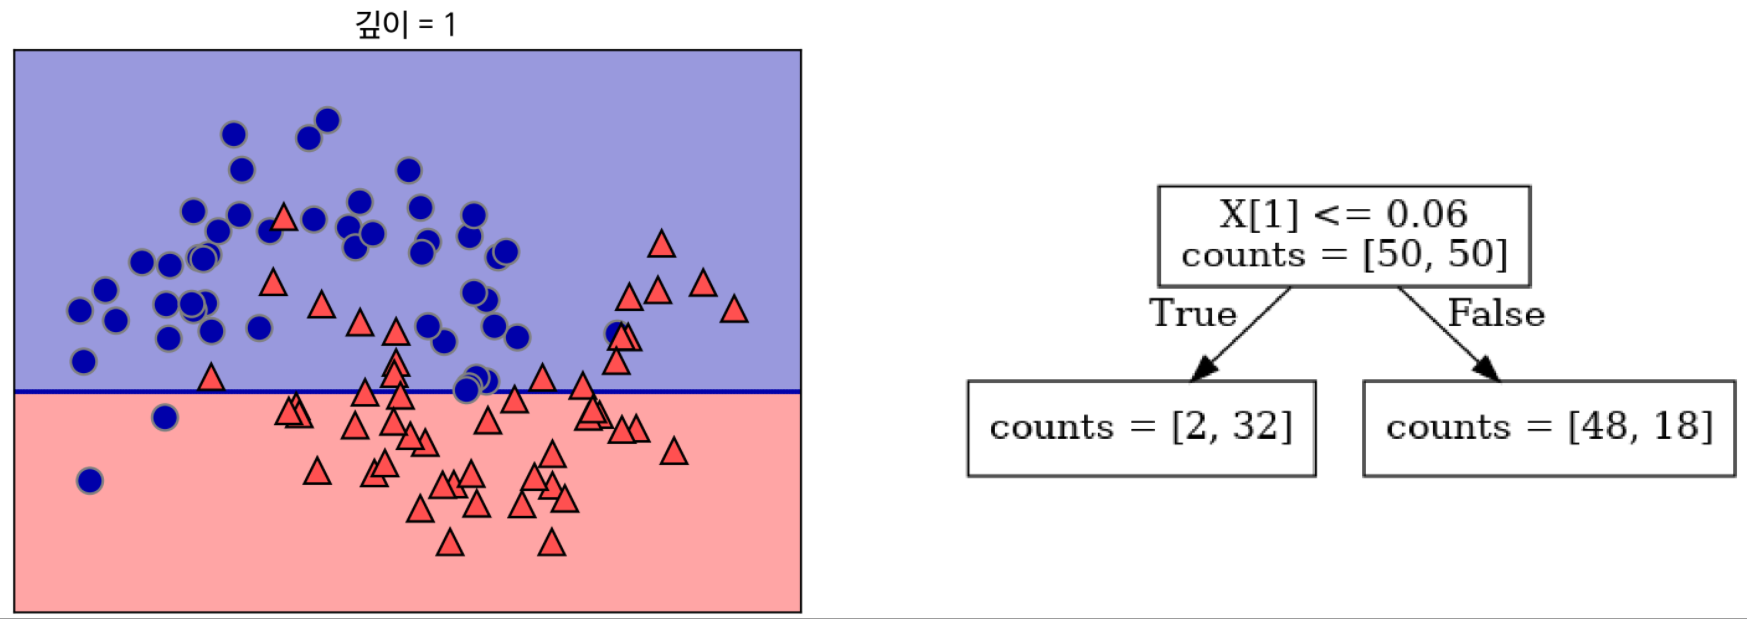 깊이 = 1
X[1] <= 0.06
counts = [50, 50]
True
False
counts = [2, 32]
counts = [48, 18]